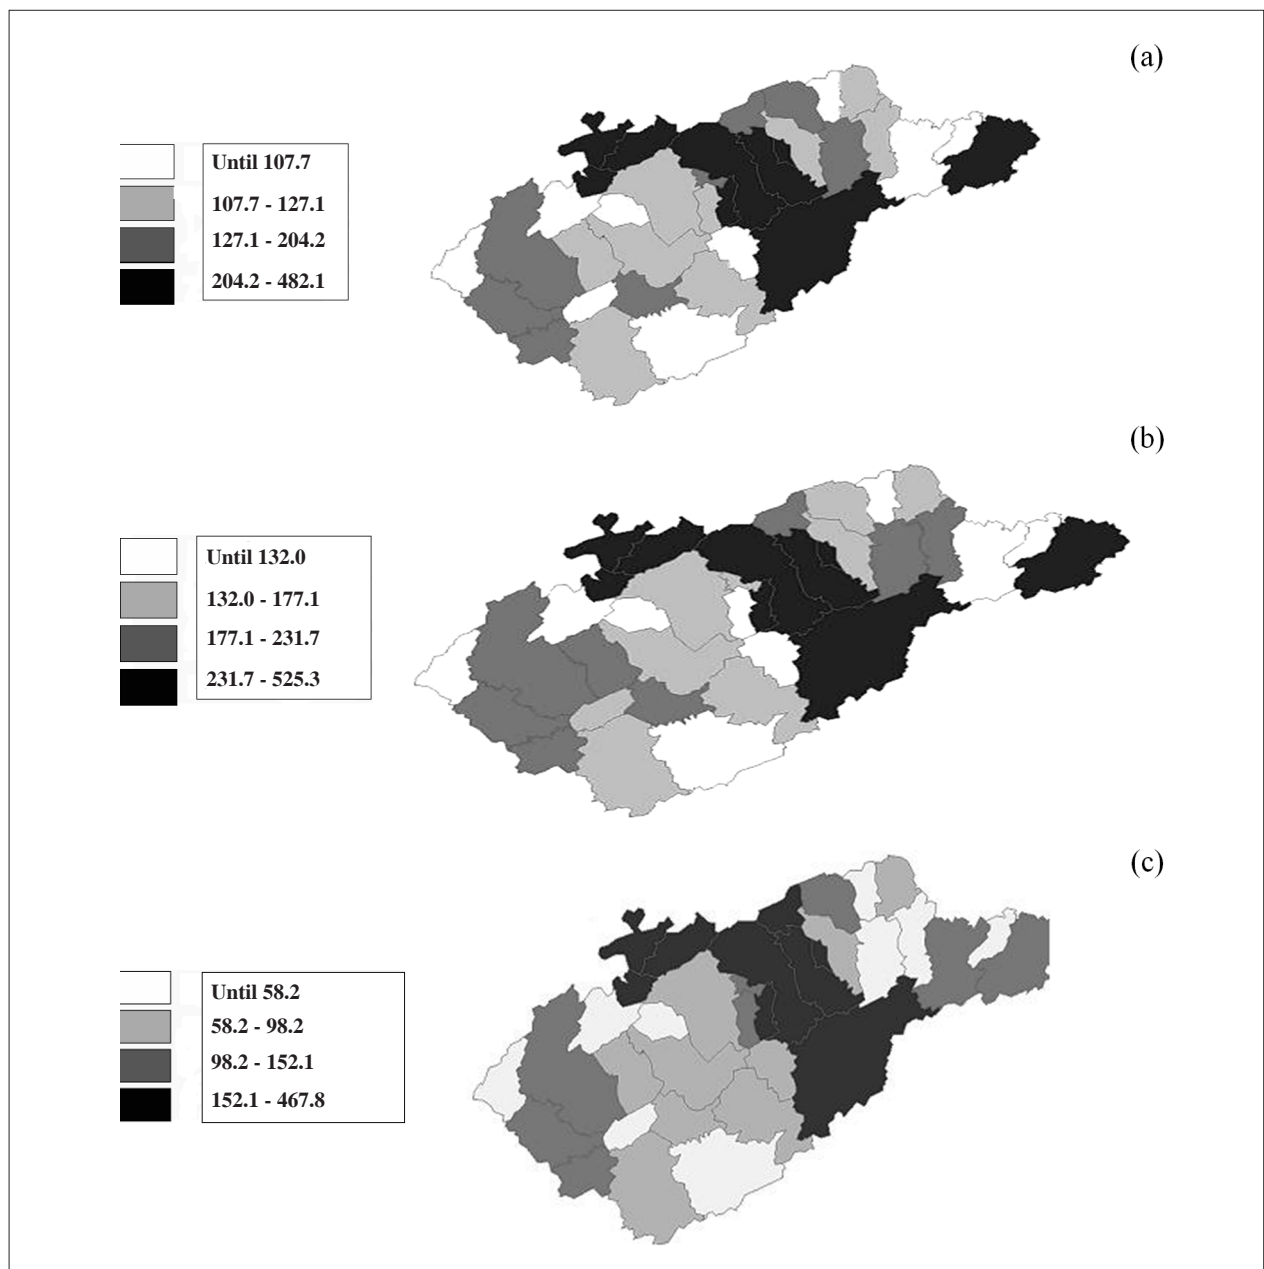 (a)
Until 107.7
107.7 - 127.1
127.1 - 204.2
204.2 - 482.1
(b)
Until 132.0
132.0 - 177.1
177.1 - 231.7
231.7 - 525.3
(c)
Until 58.2
58.2 - 98.2
98.2 - 152.1
152.1 - 467.8